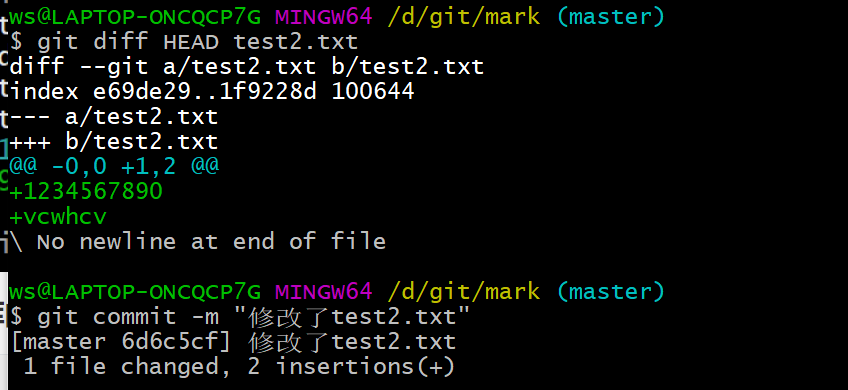 ws@LAPTOP-ONCQCP7G MINGW64 /d/git/mark (master)
$ git diff HEAD test2.txt
diff --git a/test2.txt b/test2.txt
index e69de29..1f9228d 100644
--- a/test2.txt
+++ b/test2.txt
@@ -0,0 +1,2 @@
+1234567890
+vcwhcv
\ No newline at end of file
ws@LAPTOP-ONCQCP7G MINGW64 /d/git/mark (master)
$ git commit -m "修改了test2.txt"
[master 6d6c5cf] 修改了test2.txt
 1 file changed, 2 insertions(+)